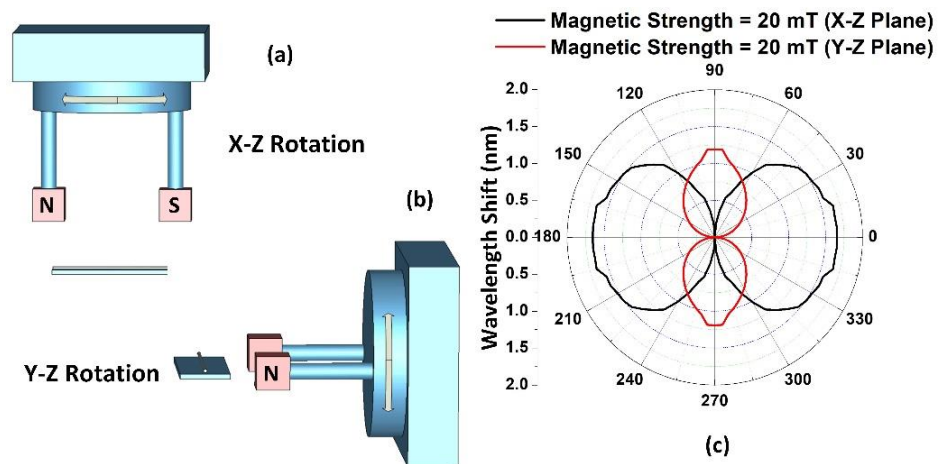 (a)
X-Z Rotation
N
S
(b)
Y-Z Rotation
N
Magnetic Strength = 20 mT (X-Z Plane)
Magnetic Strength = 20 mT (Y-Z Plane)
Wavelength Shift (nm)
2.0
1.5
1.0
0.5
0.0
0.5
1.0
1.5
2.0
90
120
60
150
30
180
0
210
330
240
300
270
(c)